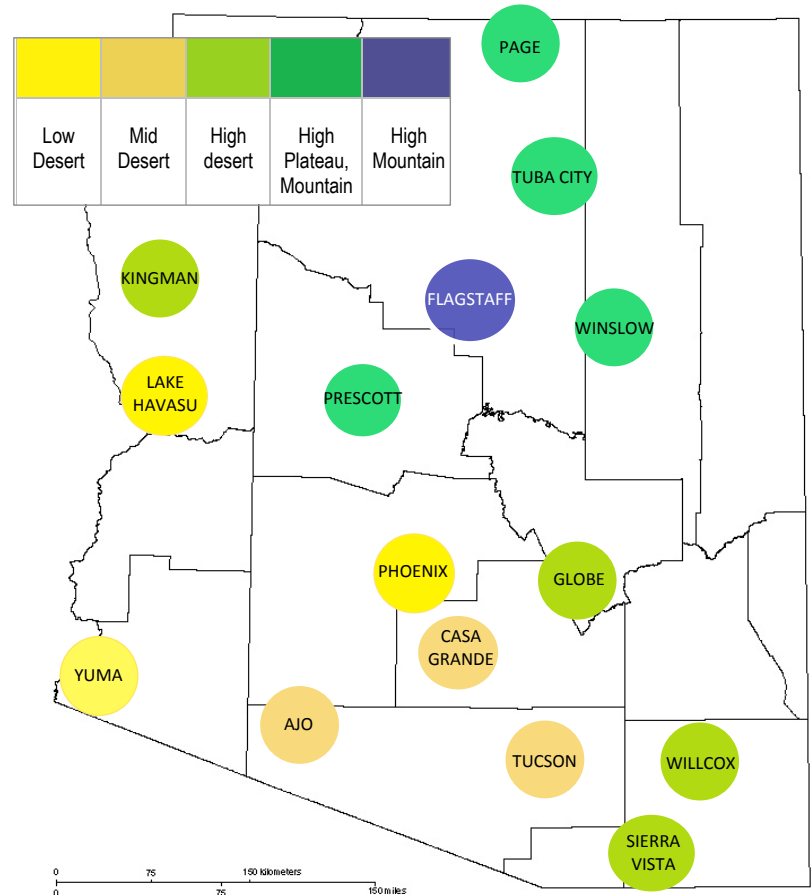 PAGE
Low
Desert
Mid
Desert
High
desert
High
Plateau,
Mountain
High
Mountain
TUBA CITY
KINGMAN
FLAGSTAFF
WINSLOW
LAKE
HAVASU
PRESCOTT
PHOENIX
GLOBE
CASA
GRANDE
YUMA
AJO
TUCSON
WILLCOX
SIERRA
VISTA
0 75 150 kilometers
0 75 150 miles